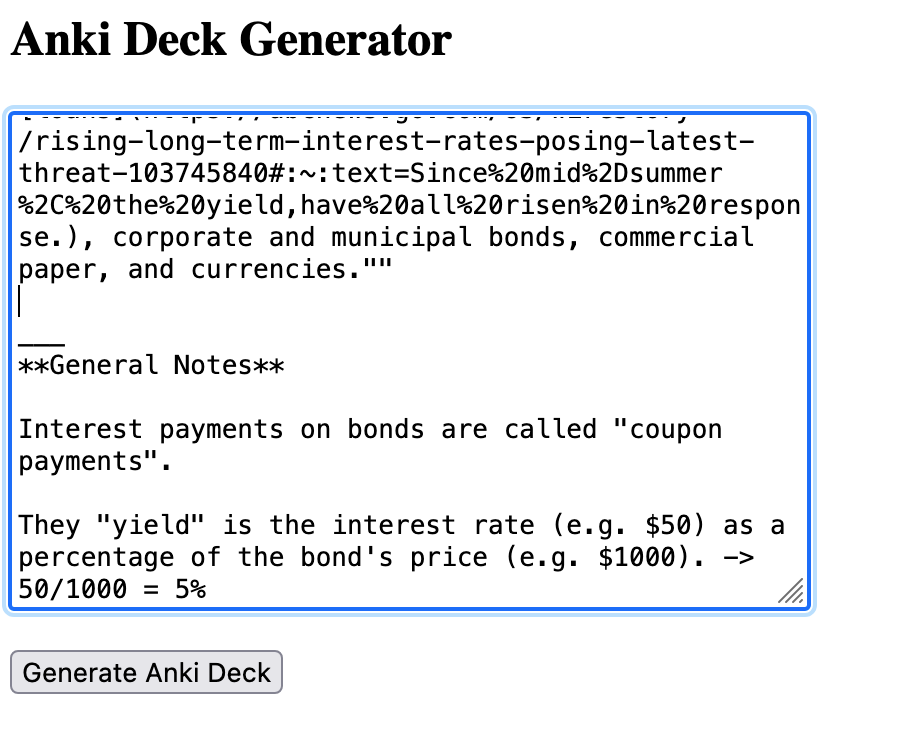 Anki Deck Generator
/rising-long-term-interest-rates-posing-latest-
threat-103745840#:~:text=Since%20mid%2Dsummer
%2C%20the%20yield,have%20all%20risen%20in%20respon
se.), corporate and municipal bonds, commercial
paper, and currencies.""
___
**General Notes**
Interest payments on bonds are called "coupon
payments".
They "yield" is the interest rate (e.g. $50) as a
percentage of the bond's price (e.g. $1000). ->
50/1000 = 5%
Generate Anki Deck